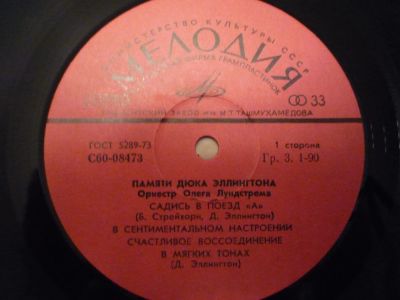 МИНИСТЕРСТВО КУЛЬТУРЫ СССР
МЕЛОДИЯ
ФИРМА ГРАМПЛАСТИНОК
33
ЗАВОД ИМ. М.Т. ТАШМУХАМЕДОВА
ГОСТ 5289-73
1 сторона
С60-08473
Гр. 3. 1-90
ПАМЯТИ ДЮКА ЭЛЛИНГТОНА
Оркестр Олега Лундстрема
САДИСЬ В ПОЕЗД «А»
(Б. Стрейхорн, Д. Эллингтон)
В СЕНТИМЕНТАЛЬНОМ НАСТРОЕНИИ
СЧАСТЛИВОЕ ВОССОЕДИНЕНИЕ
В МЯГКИХ ТОНАХ
(Д. Эллингтон)